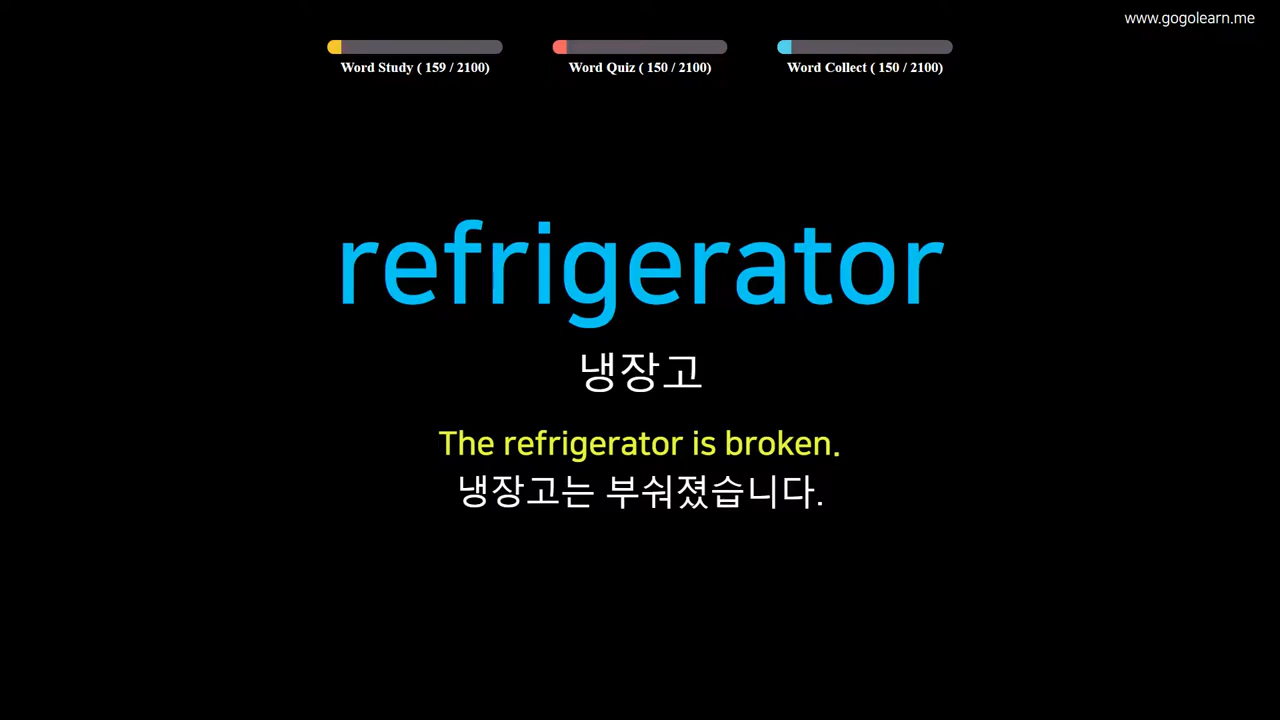 www.gogolearn.me
Word Study ( 159 / 2100)
Word Quiz ( 150 / 2100)
Word Collect ( 150 / 2100)
refrigerator
냉장고
The refrigerator is broken.
냉장고는 부숴졌습니다.